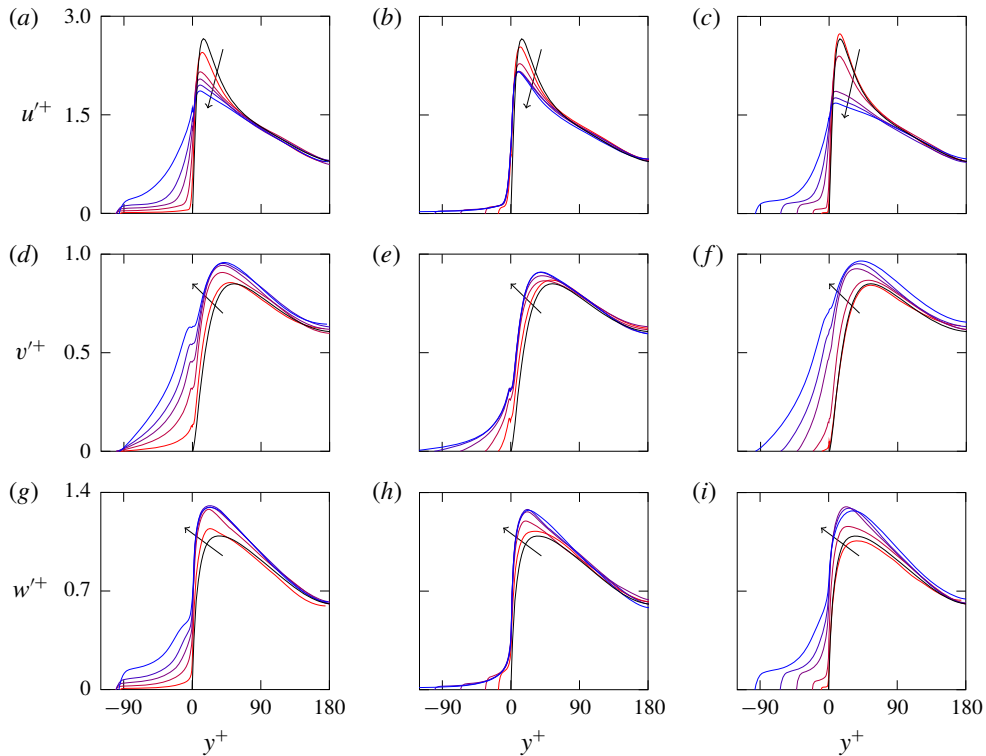 (a) (b) (c)
3.0
u′+ 1.5
0
(d) (e) (f)
1.0
v′+ 0.5
0
(g) (h) (i)
1.4
w′+ 0.7
0
−90 0 90 180 −90 0 90 180 −90 0 90 180
y+ y+ y+